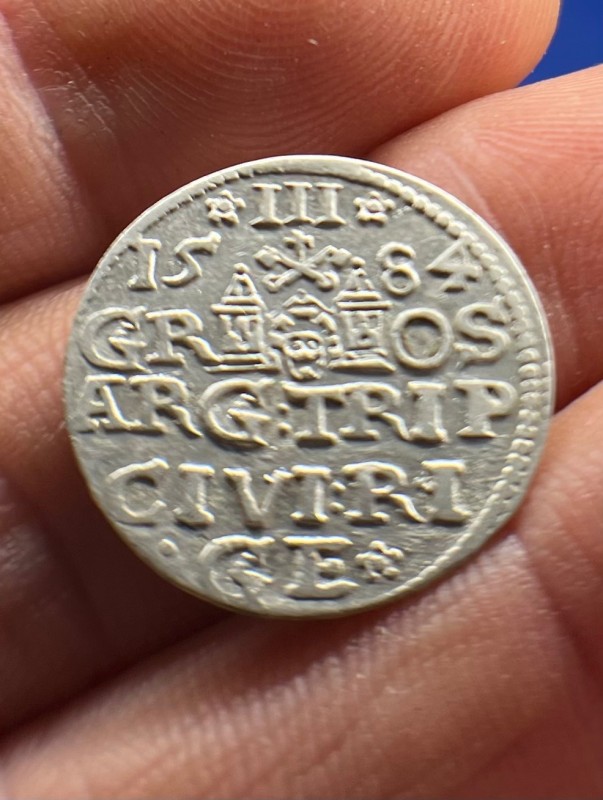 III
15 84
GR OS
ARG:TRIP
CIVI:RI
GE